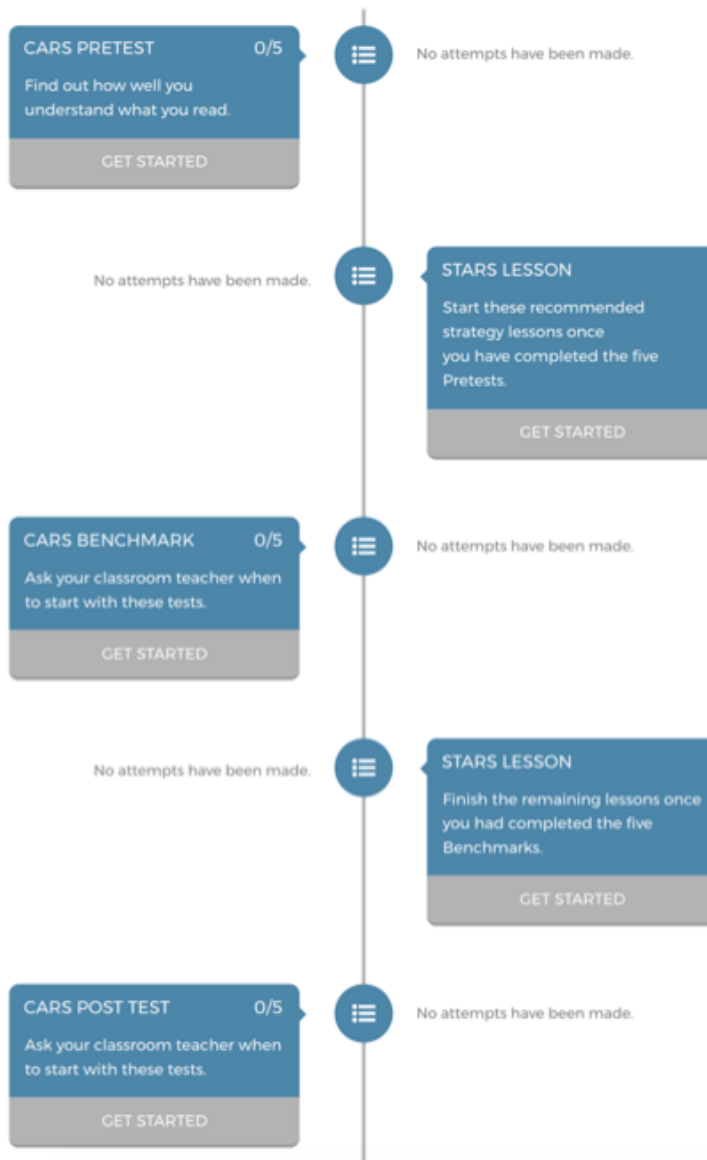 CARS PRETEST 0/5
Find out how well you
understand what you read.
GET STARTED
No attempts have been made.
No attempts have been made.
STARS LESSON
Start these recommended
strategy lessons once
you have completed the five
Pretests.
GET STARTED
CARS BENCHMARK 0/5
Ask your classroom teacher when
to start with these tests.
GET STARTED
No attempts have been made.
No attempts have been made.
STARS LESSON
Finish the remaining lessons once
you had completed the five
Benchmarks.
GET STARTED
CARS POST TEST 0/5
Ask your classroom teacher when
to start with these tests.
GET STARTED
No attempts have been made.